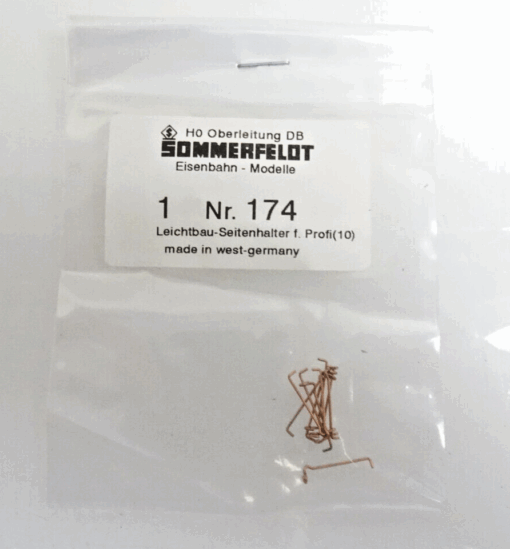 H0 Oberleitung DB
SOMMERFELDT
Eisenbahn - Modelle
1 Nr. 174
Leichtbau-Seitenhalter f. Profi(10)
made in west-germany